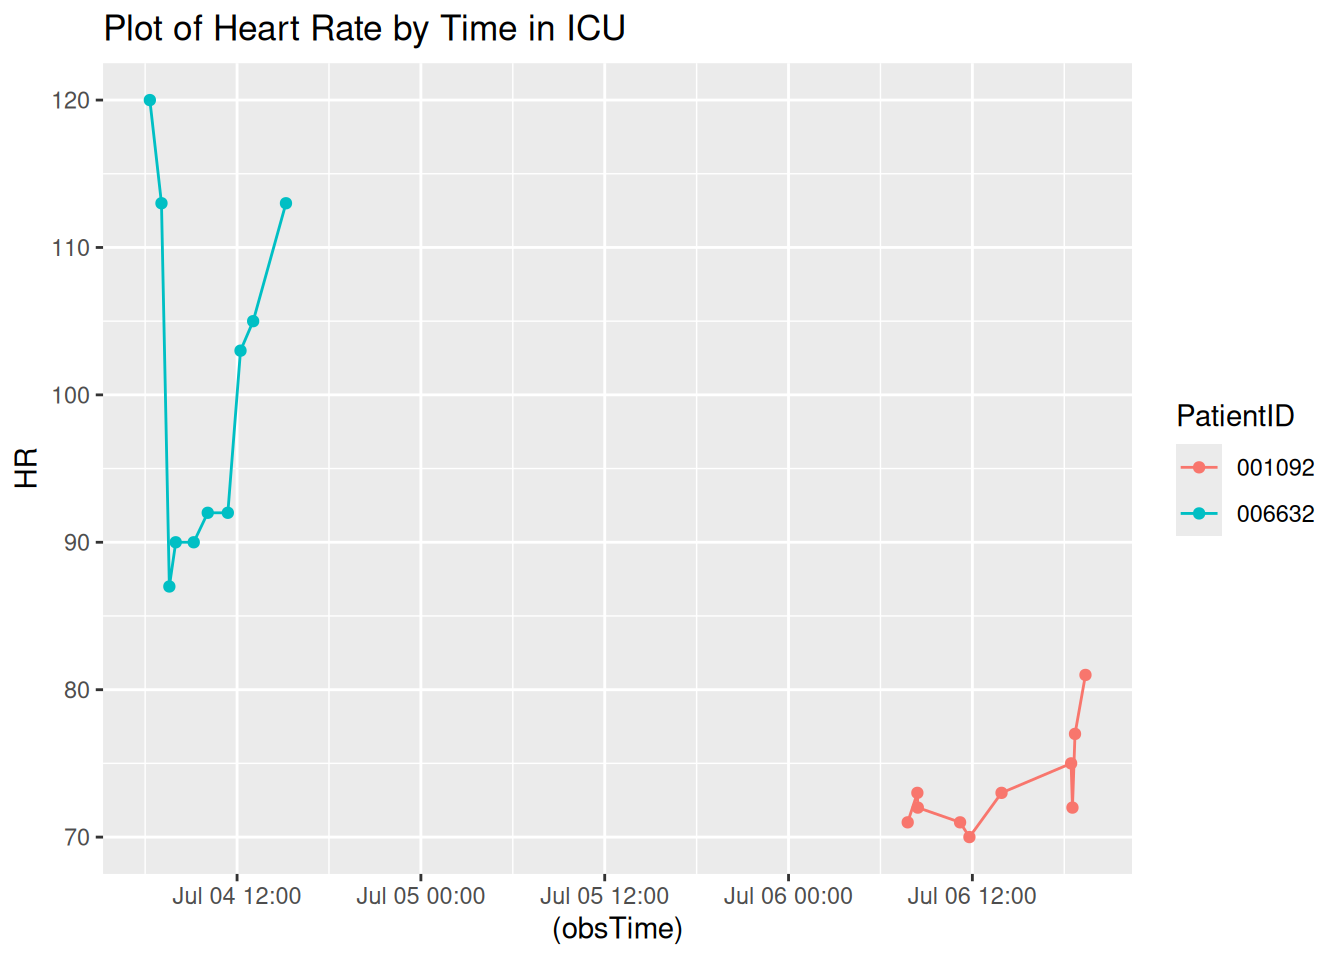 Plot of Heart Rate by Time in ICU
120
110
100
90
80
70
HR
Jul 04 12:00
Jul 05 00:00
Jul 05 12:00
Jul 06 00:00
Jul 06 12:00
(obsTime)
PatientID
001092
006632